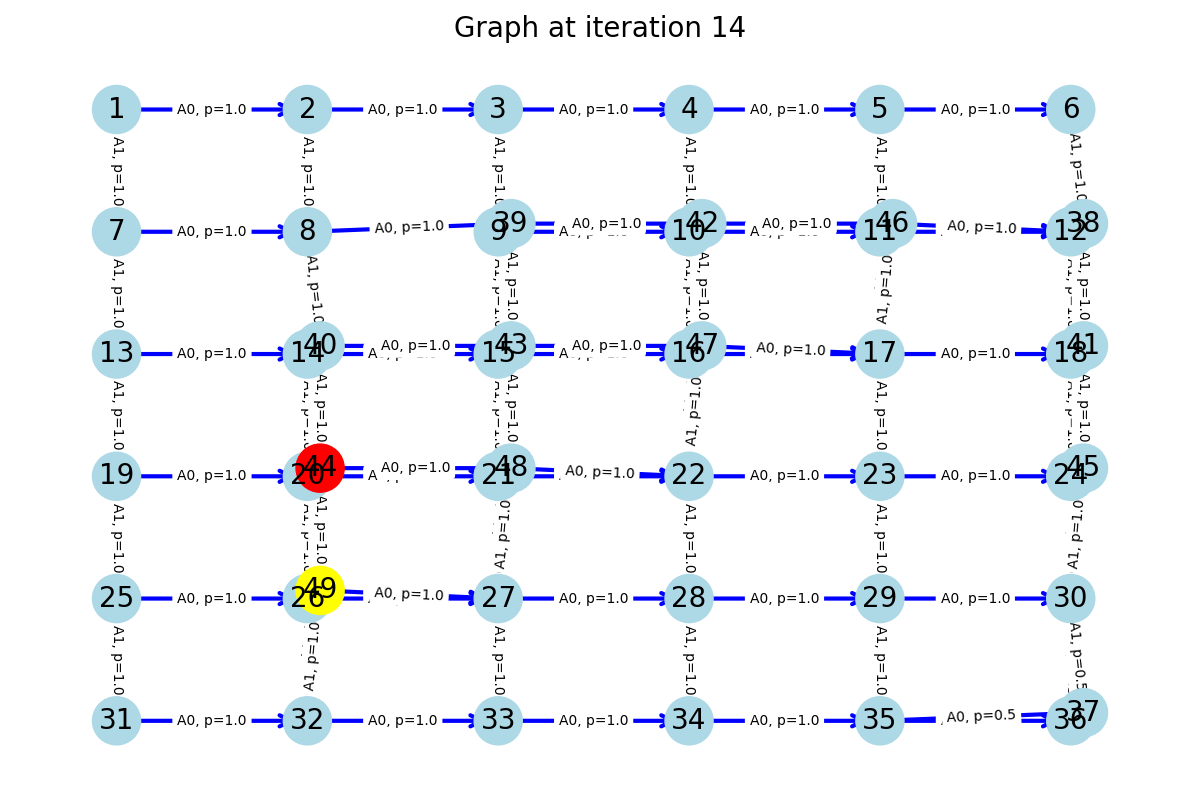 Graph at iteration 14
1 A0, p=1.0 2 A0, p=1.0 3 A0, p=1.0 4 A0, p=1.0 5 A0, p=1.0 6
A1, p=1.0 A1, p=1.0 A1, p=1.0 A1, p=1.0 A1, p=1.0 A1, p=1.0
39 A0, p=1.0 42 A0, p=1.0 46 A0, p=1.0 38
7 A0, p=1.0 8 A0, p=1.0 9 10 11 12
A1, p=1.0 A1, p=1.0 A1, p=1.0 A1, p=1.0 A1, p=1.0 A1, p=1.0
40 A0, p=1.0 43 A0, p=1.0 47 A0, p=1.0 41
13 A0, p=1.0 14 15 16 17 A0, p=1.0 18
A1, p=1.0 A1, p=1.0 A1, p=1.0 A1, p=1.0 A1, p=1.0 A1, p=1.0
44 A0, p=1.0 48 A0, p=1.0 45
19 A0, p=1.0 20 21 22 A0, p=1.0 23 A0, p=1.0 24
A1, p=1.0 A1, p=1.0 A1, p=1.0 A1, p=1.0 A1, p=1.0 A1, p=1.0
49 A0, p=1.0
25 A0, p=1.0 26 27 A0, p=1.0 28 A0, p=1.0 29 A0, p=1.0 30
A1, p=1.0 A1, p=1.0 A1, p=1.0 A1, p=1.0 A1, p=1.0 A1, p=0.5
A0, p=0.5 37
31 A0, p=1.0 32 A0, p=1.0 33 A0, p=1.0 34 A0, p=1.0 35 36